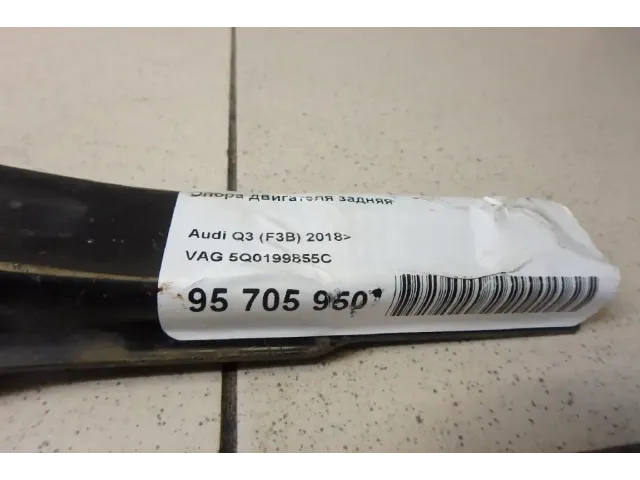 Опора двигателя задняя
Audi Q3 (F3B) 2018>
VAG 5Q0199855C
95 705 960